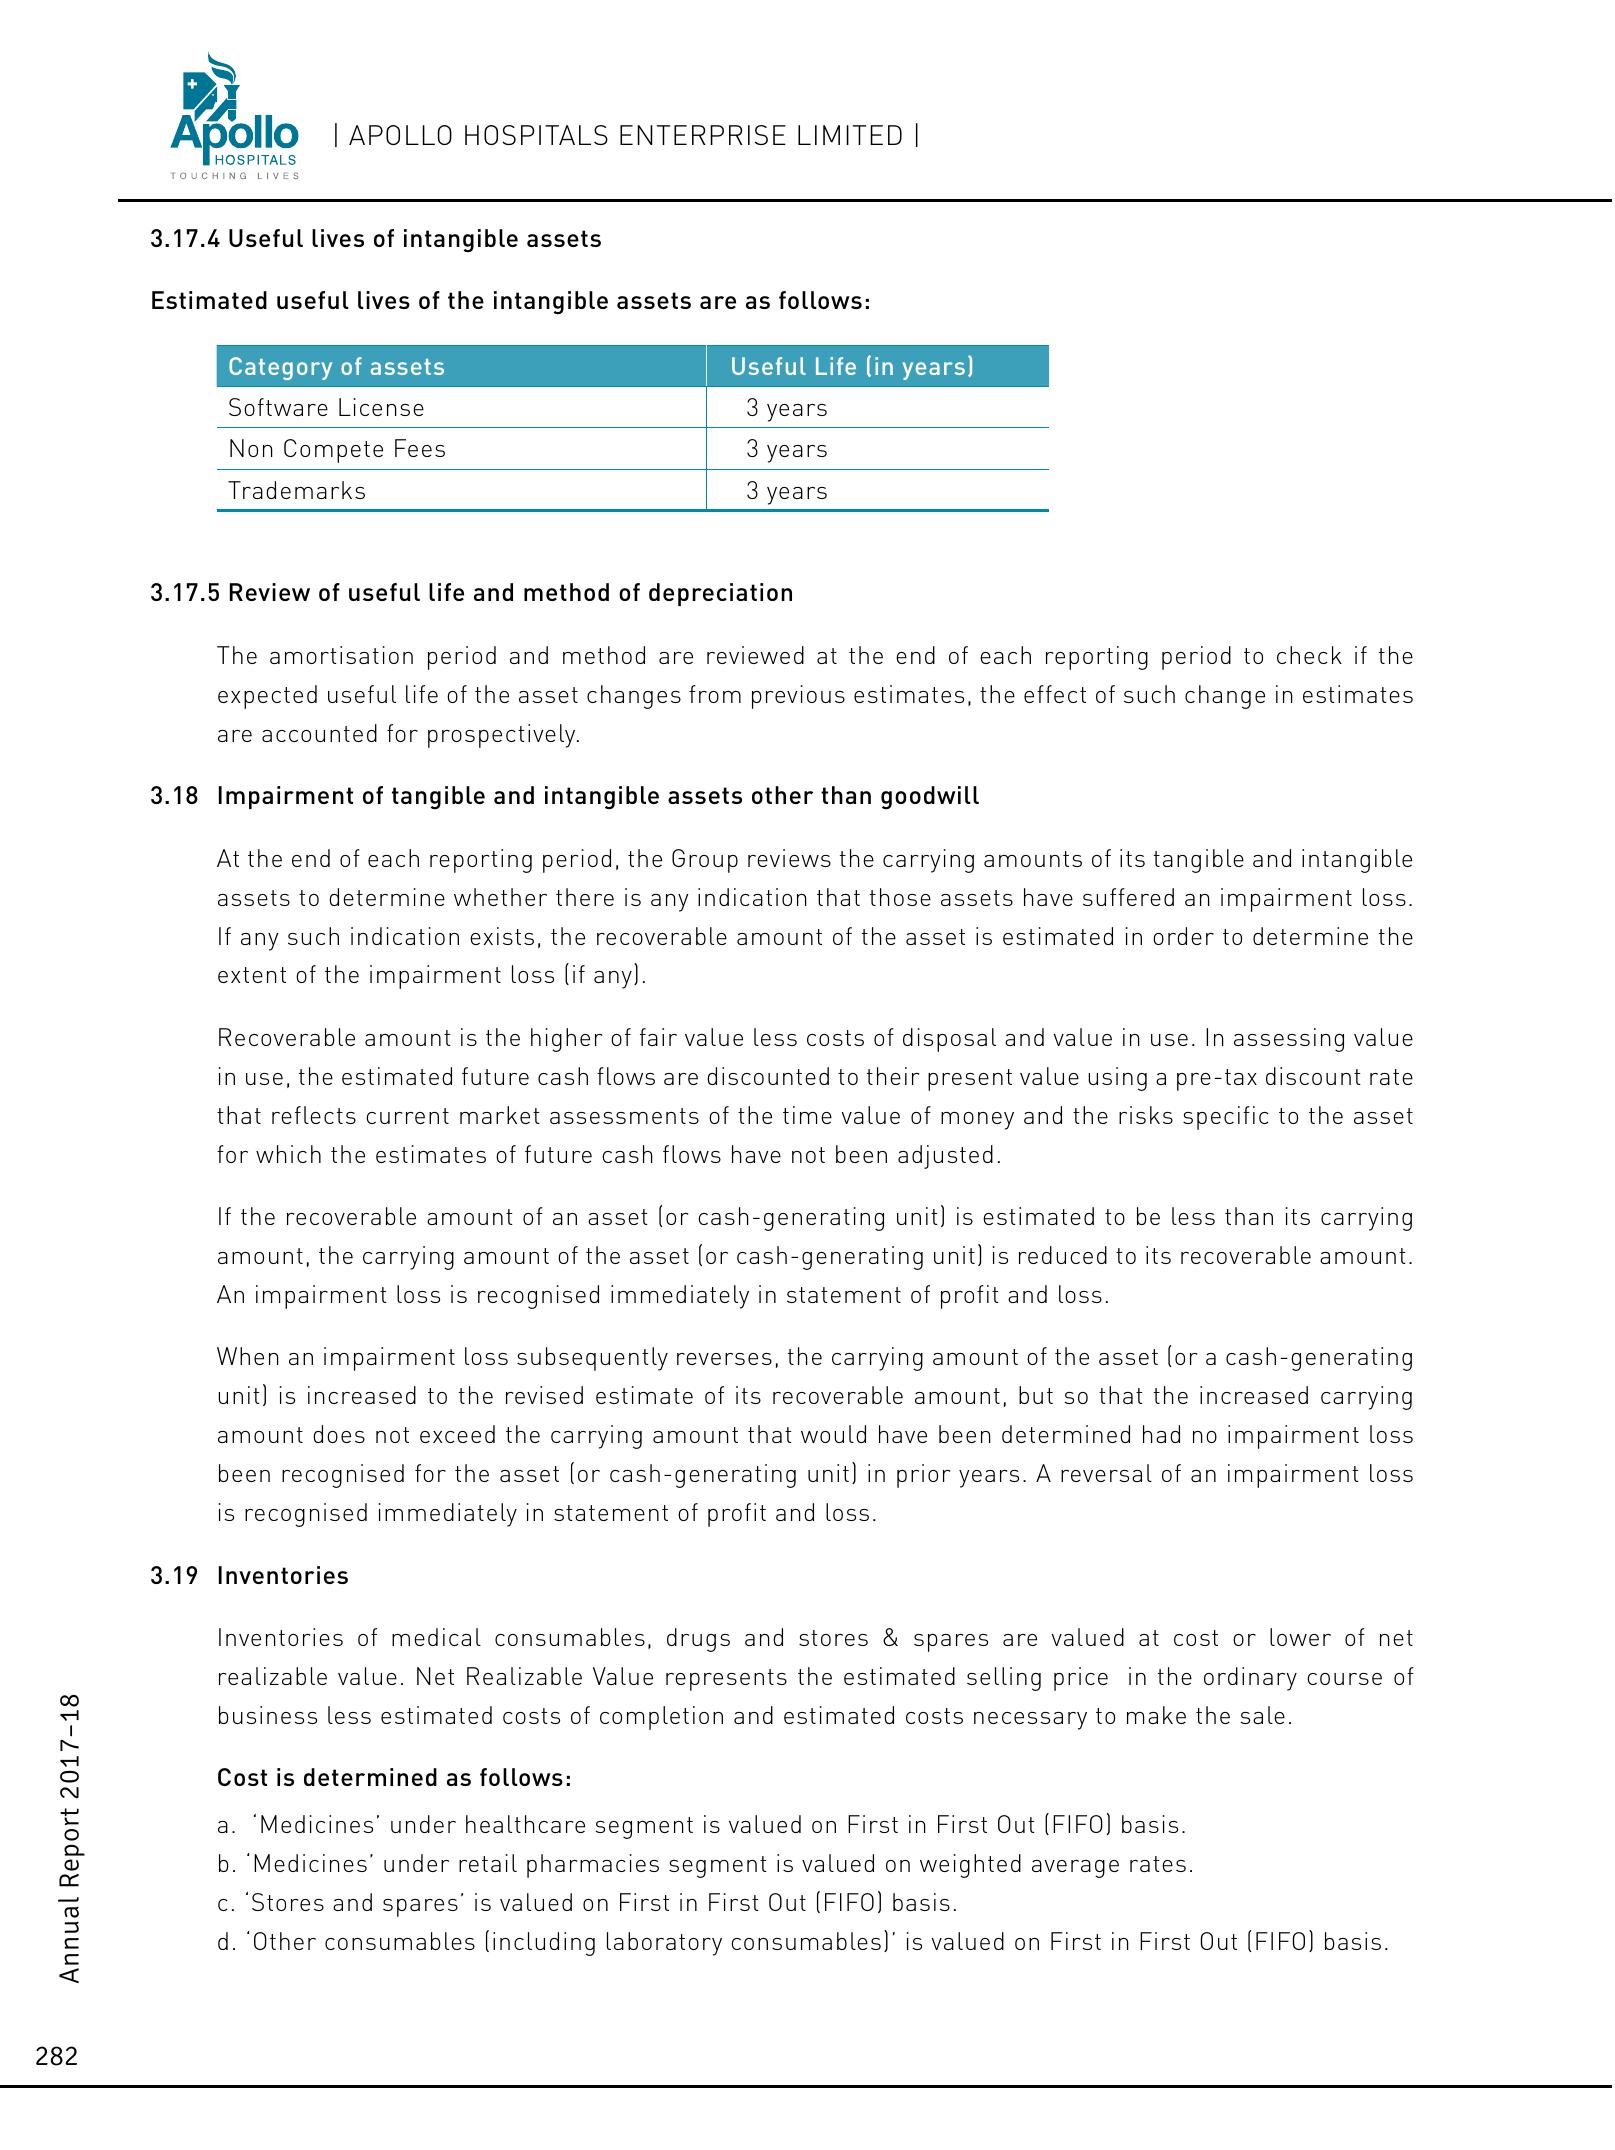 Apollo
HOSPITALS
TOUCHING LIVES
| APOLLO HOSPITALS ENTERPRISE LIMITED |
3.17.4 Useful lives of intangible assets
Estimated useful lives of the intangible assets are as follows:
Category of assets Useful Life (in years)
Software License 3 years
Non Compete Fees 3 years
Trademarks 3 years
3.17.5 Review of useful life and method of depreciation
The amortisation period and method are reviewed at the end of each reporting period to check if the
expected useful life of the asset changes from previous estimates, the effect of such change in estimates
are accounted for prospectively.
3.18 Impairment of tangible and intangible assets other than goodwill
At the end of each reporting period, the Group reviews the carrying amounts of its tangible and intangible
assets to determine whether there is any indication that those assets have suffered an impairment loss.
If any such indication exists, the recoverable amount of the asset is estimated in order to determine the
extent of the impairment loss (if any).
Recoverable amount is the higher of fair value less costs of disposal and value in use. In assessing value
in use, the estimated future cash flows are discounted to their present value using a pre-tax discount rate
that reflects current market assessments of the time value of money and the risks specific to the asset
for which the estimates of future cash flows have not been adjusted.
If the recoverable amount of an asset (or cash-generating unit) is estimated to be less than its carrying
amount, the carrying amount of the asset (or cash-generating unit) is reduced to its recoverable amount.
An impairment loss is recognised immediately in statement of profit and loss.
When an impairment loss subsequently reverses, the carrying amount of the asset (or a cash-generating
unit) is increased to the revised estimate of its recoverable amount, but so that the increased carrying
amount does not exceed the carrying amount that would have been determined had no impairment loss
been recognised for the asset (or cash-generating unit) in prior years. A reversal of an impairment loss
is recognised immediately in statement of profit and loss.
3.19 Inventories
Inventories of medical consumables, drugs and stores & spares are valued at cost or lower of net
realizable value. Net Realizable Value represents the estimated selling price in the ordinary course of
business less estimated costs of completion and estimated costs necessary to make the sale.
Cost is determined as follows:
a. ‘Medicines’ under healthcare segment is valued on First in First Out (FIFO) basis.
b. ‘Medicines’ under retail pharmacies segment is valued on weighted average rates.
c. ‘Stores and spares’ is valued on First in First Out (FIFO) basis.
d. ‘Other consumables (including laboratory consumables)’ is valued on First in First Out (FIFO) basis.
Annual Report 2017–18
282